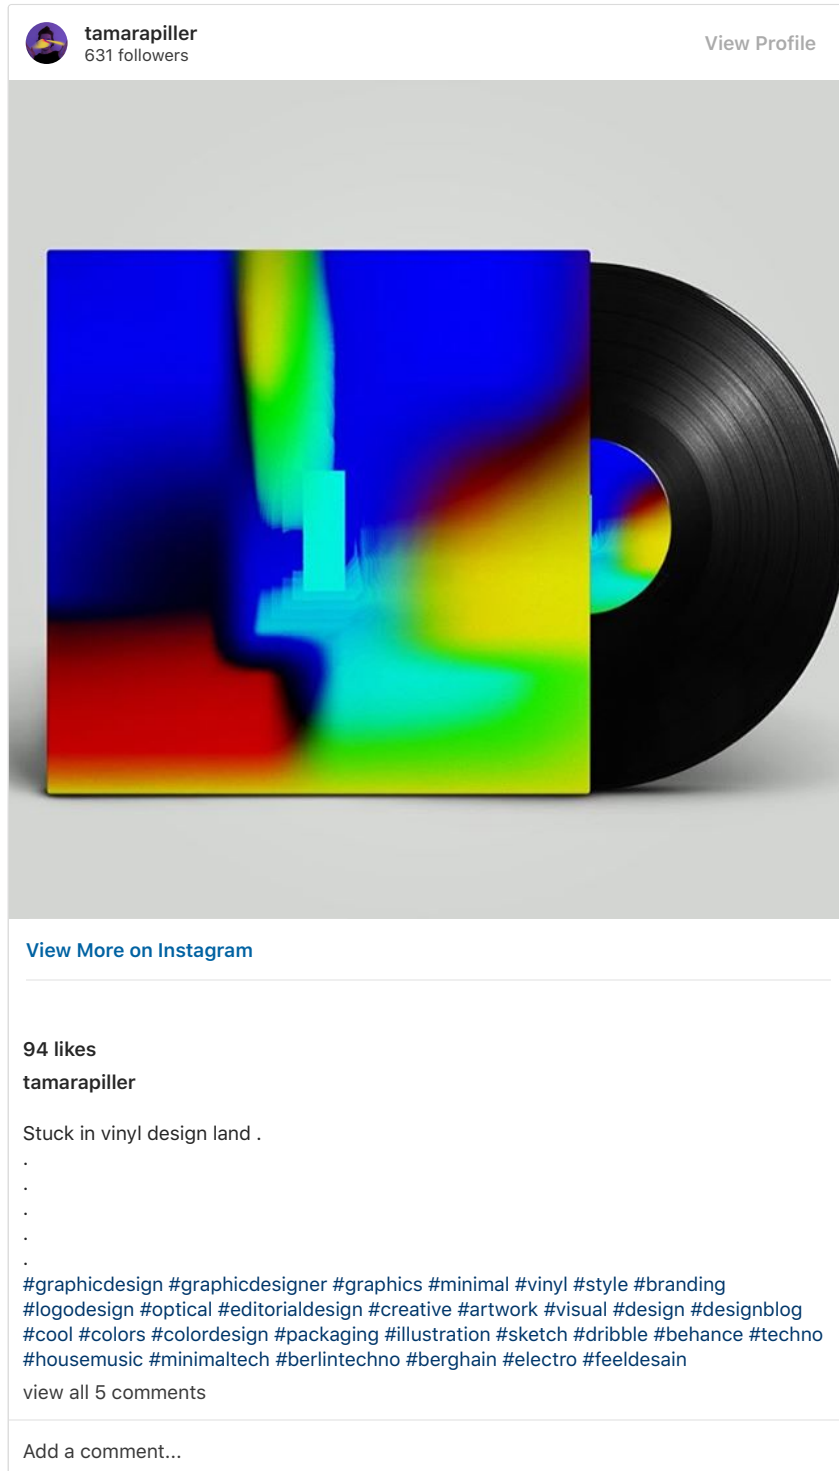 tamarapiller
631 followers
View Profile
View More on Instagram
94 likes
tamarapiller
Stuck in vinyl design land .
.
.
.
.
.
#graphicdesign #graphicdesigner #graphics #minimal #vinyl #style #branding
#logodesign #optical #editorialdesign #creative #artwork #visual #design #designblog
#cool #colors #colordesign #packaging #illustration #sketch #dribble #behance #techno
#housemusic #minimaltech #berlintechno #berghain #electro #feeldesain
view all 5 comments
Add a comment...